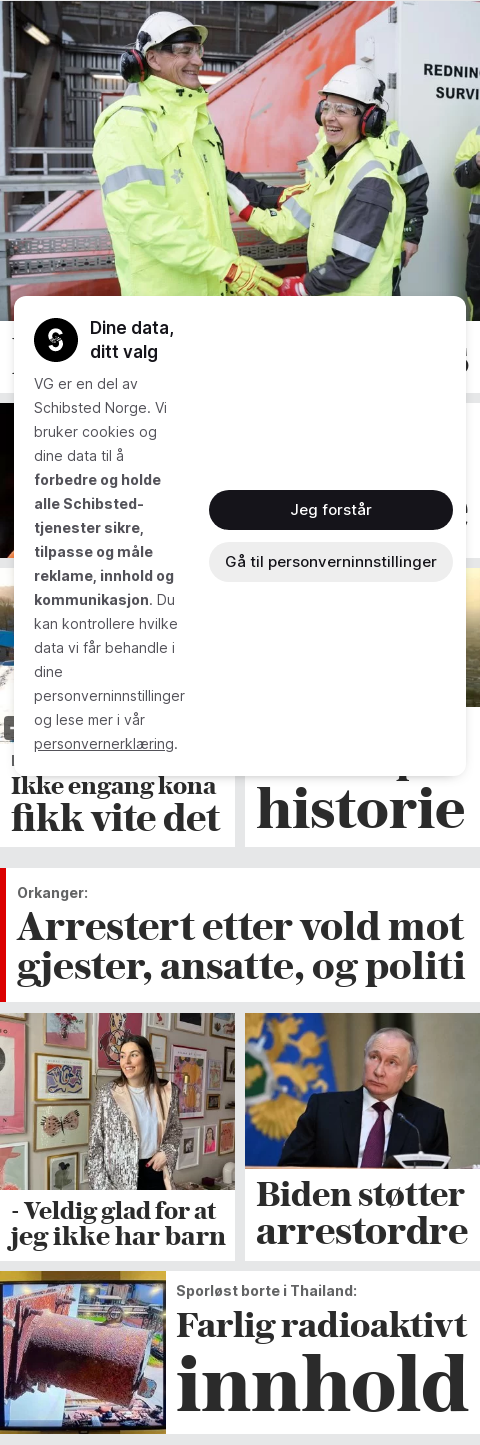 REDNING
SURVI
Dine data,
ditt valg
VG er en del av
Schibsted Norge. Vi
bruker cookies og
dine data til å
forbedre og holde
alle Schibsted-
tjenester sikre,
tilpasse og måle
reklame, innhold og
kommunikasjon. Du
kan kontrollere hvilke
data vi får behandle i
dine
personverninnstillinger
og lese mer i vår
personvernerklæring.
Jeg forstår
Gå til personverninnstillinger
Ikke engang kona
fikk vite det
historie
Orkanger:
Arrestert etter vold mot
gjester, ansatte, og politi
- Veldig glad for at
jeg ikke har barn
Biden støtter
arrestordre
Sporløst borte i Thailand:
Farlig radioaktivt
innhold